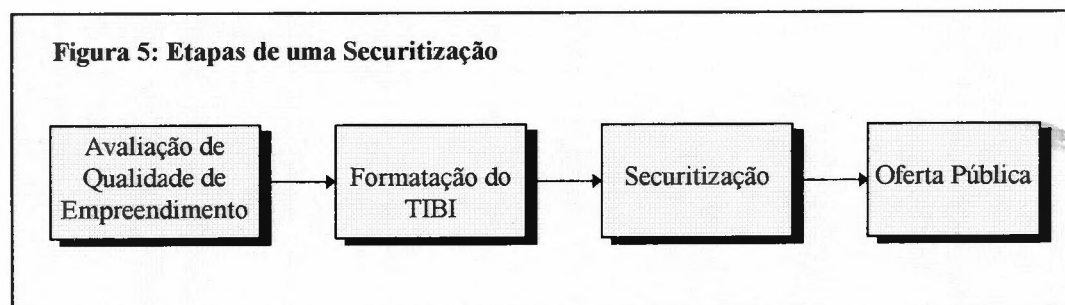 Figura 5: Etapas de uma Securitização
Avaliação de
Qualidade de
Empreendimento
Formatação do
TIBI
Securitização
Oferta Pública